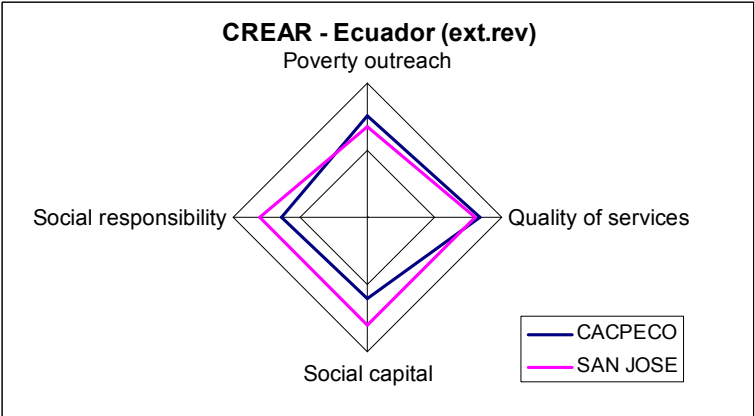 CREAR - Ecuador (ext.rev)
Poverty outreach
Social responsibility
Quality of services
Social capital
CACPECO
SAN JOSE